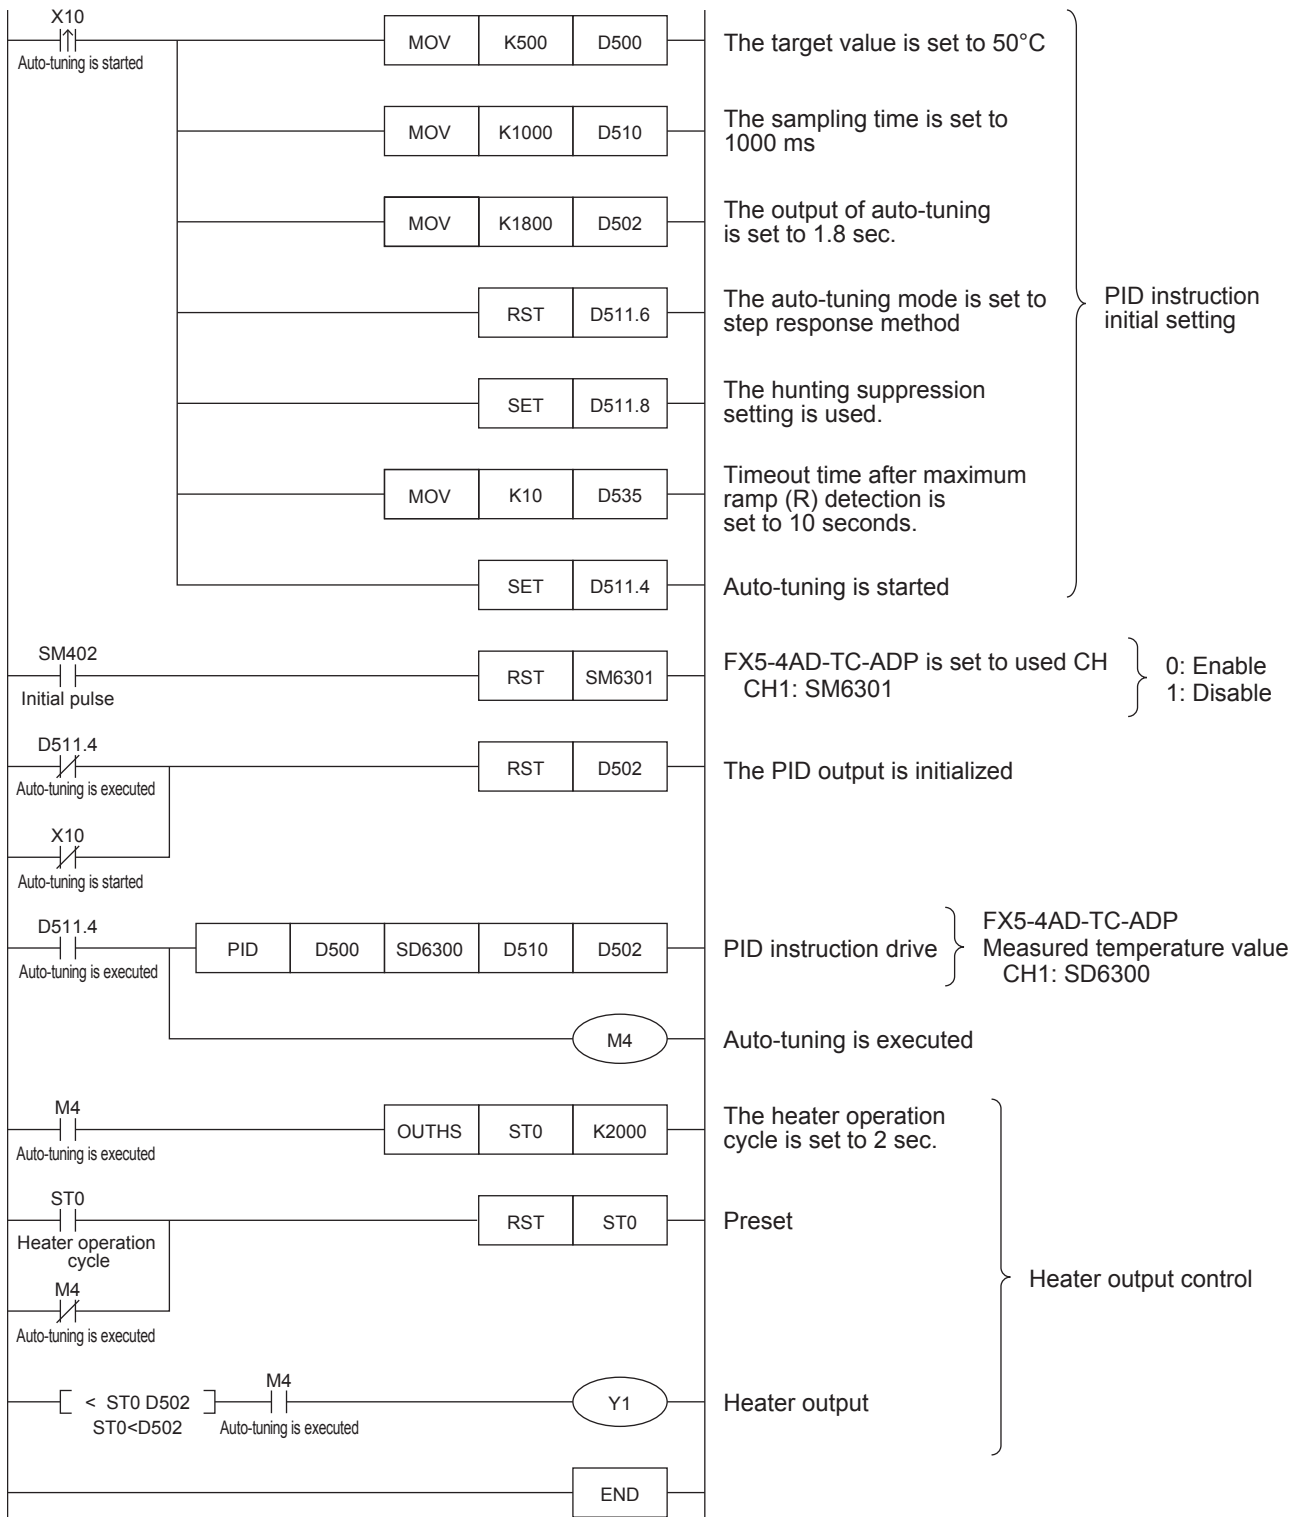 X10
Auto-tuning is started
MOV K500 D500
The target value is set to 50°C
MOV K1000 D510
The sampling time is set to
1000 ms
MOV K1800 D502
The output of auto-tuning
is set to 1.8 sec.
RST D511.6
The auto-tuning mode is set to
step response method
PID instruction
initial setting
SET D511.8
The hunting suppression
setting is used.
MOV K10 D535
Timeout time after maximum
ramp (R) detection is
set to 10 seconds.
SET D511.4
Auto-tuning is started
SM402
Initial pulse
RST SM6301
FX5-4AD-TC-ADP is set to used CH
CH1: SM6301
0: Enable
1: Disable
D511.4
Auto-tuning is executed
RST D502
The PID output is initialized
X10
Auto-tuning is started
D511.4
Auto-tuning is executed
PID D500 SD6300 D510 D502
PID instruction drive
FX5-4AD-TC-ADP
Measured temperature value
CH1: SD6300
M4
Auto-tuning is executed
M4
Auto-tuning is executed
OUTHS ST0 K2000
The heater operation
cycle is set to 2 sec.
ST0
Heater operation
cycle
RST ST0
Preset
M4
Auto-tuning is executed
Heater output control
< ST0 D502
ST0<D502
M4
Auto-tuning is executed
Y1
Heater output
END